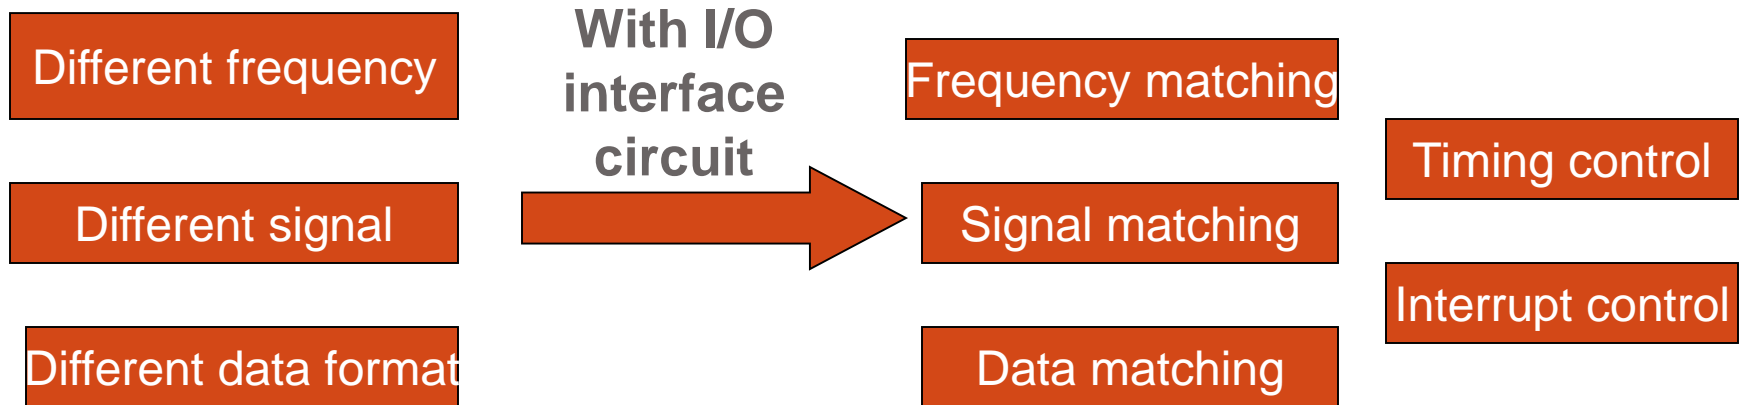 Different frequency
Different signal
Different data format
With I/O
interface
circuit
Frequency matching
Signal matching
Data matching
Timing control
Interrupt control